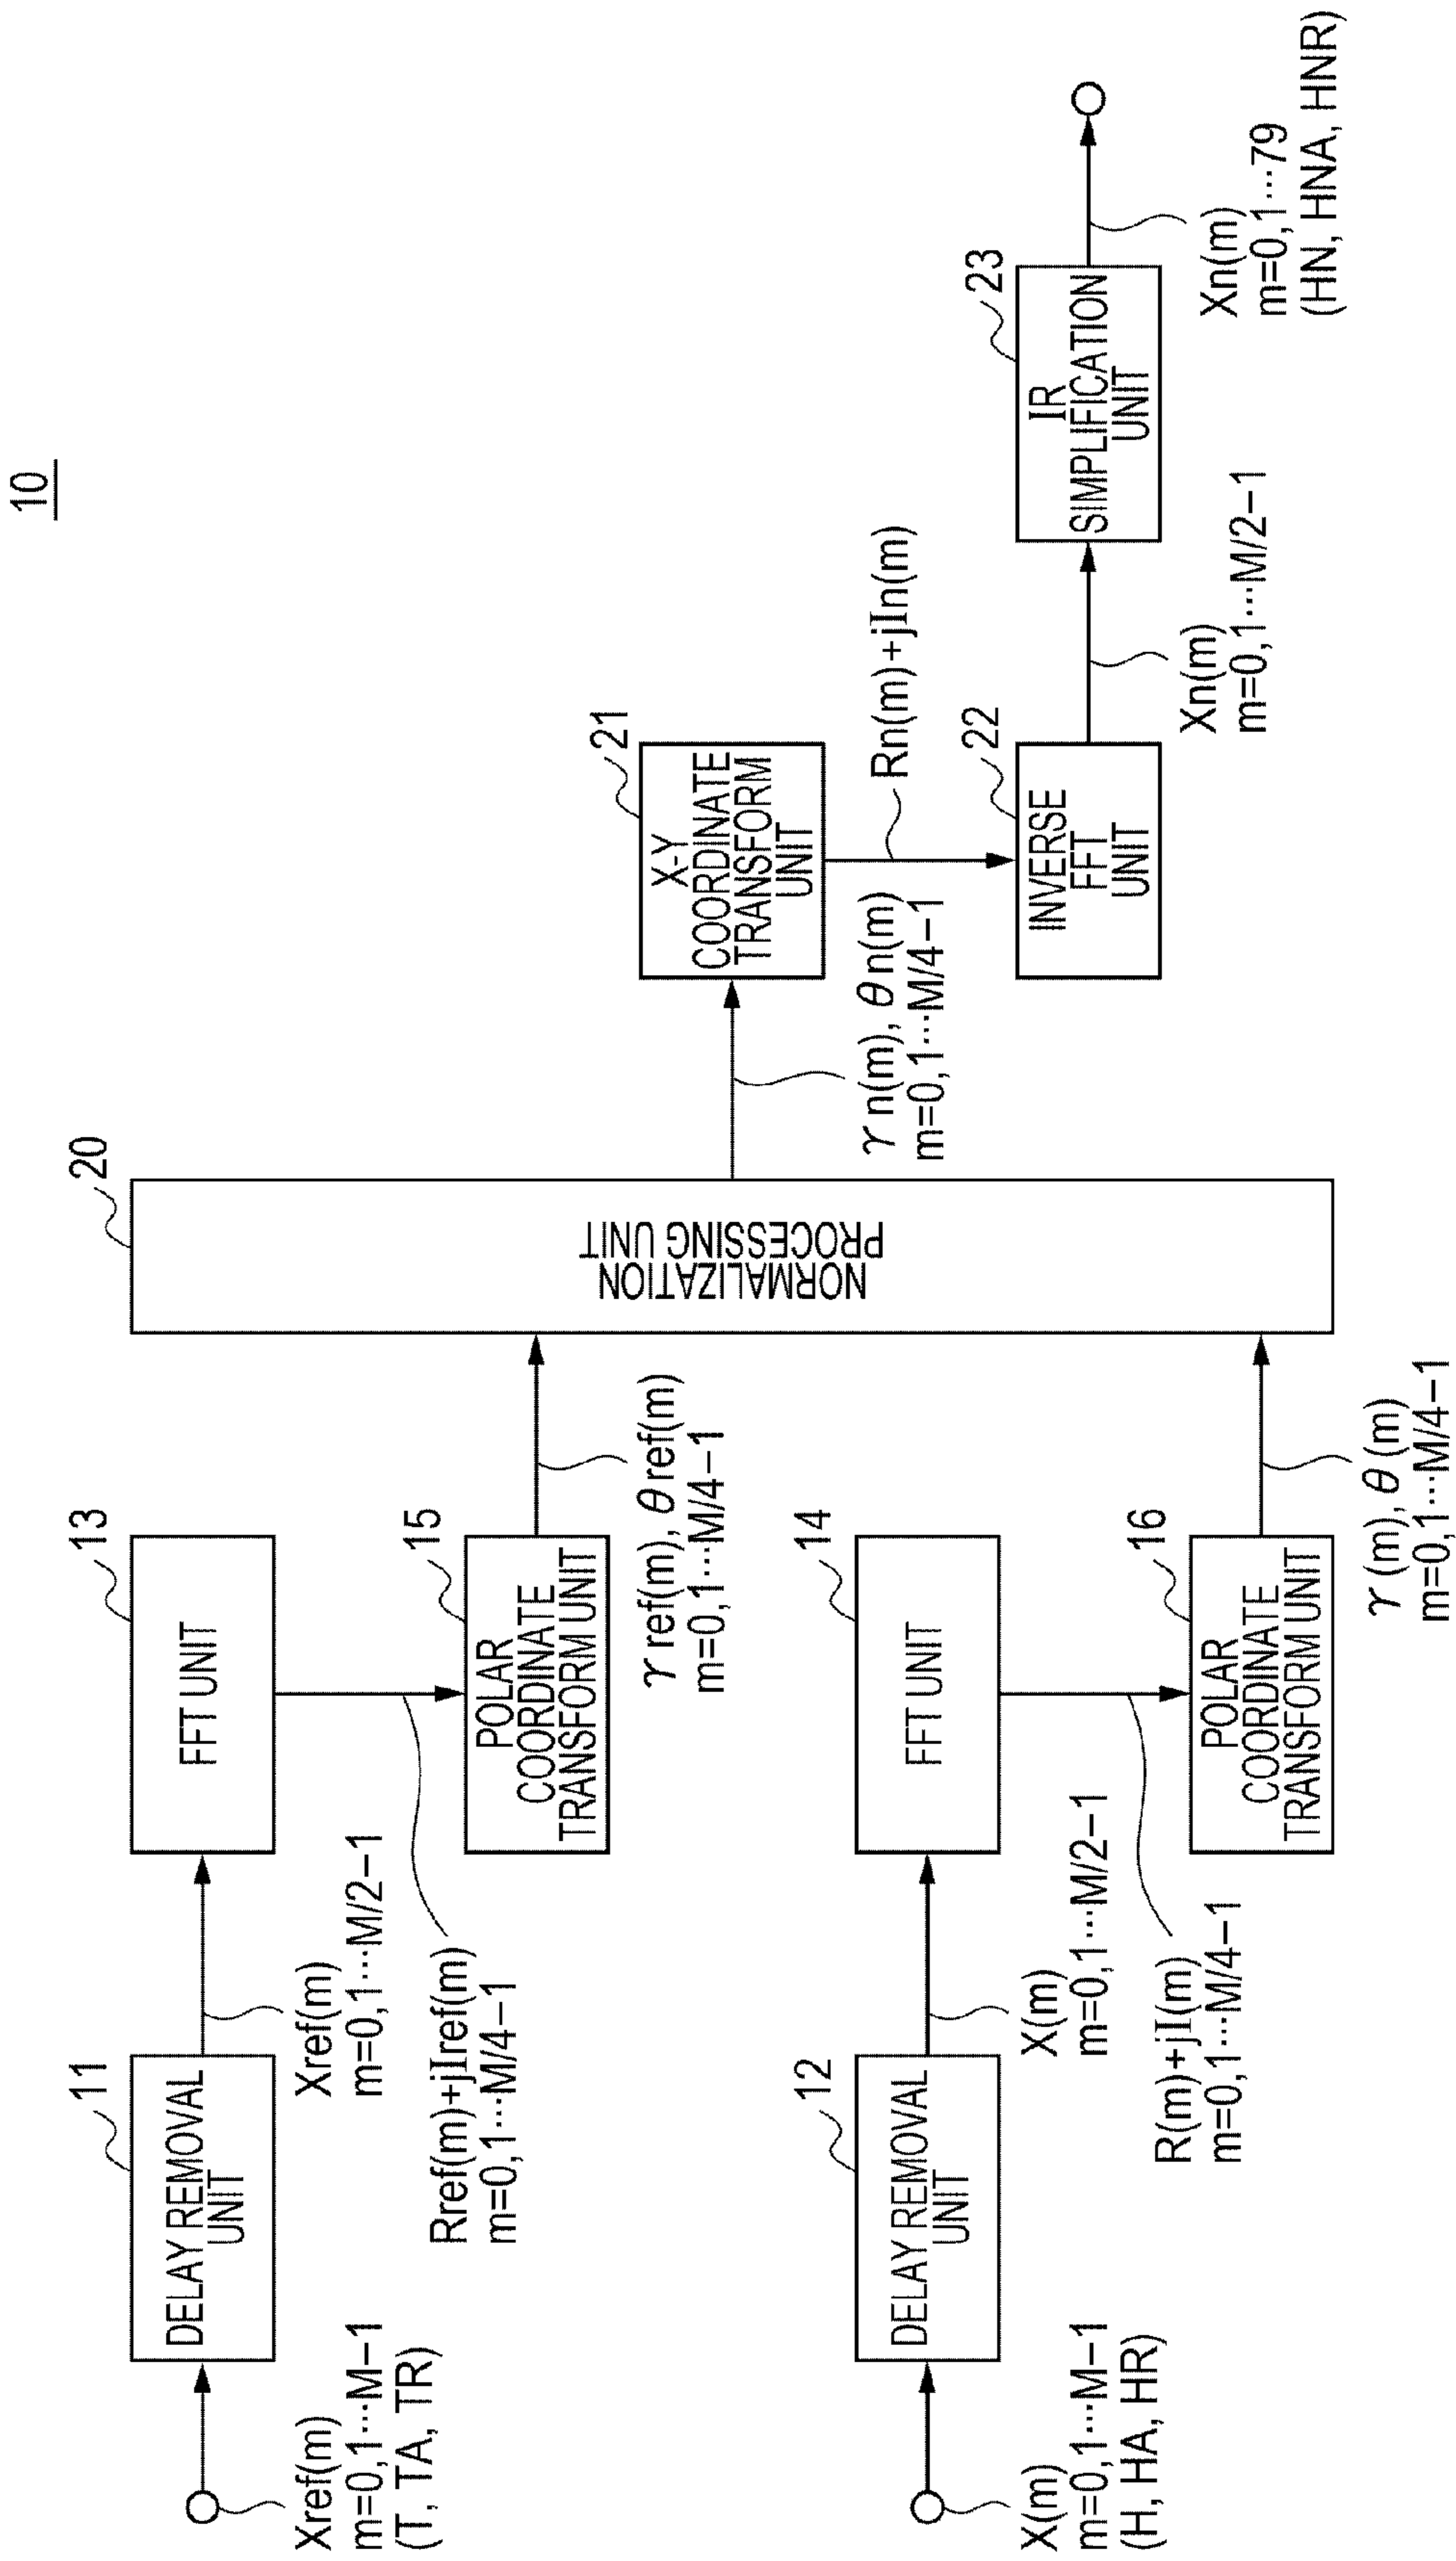 10
11
DELAY REMOVAL
UNIT
Xref(m)
m=0,1···M−1
(T, TA, TR)
Xref(m)
m=0,1···M/2−1
13
FFT UNIT
Rref(m)+jIref(m)
m=0,1···M/4−1
15
POLAR
COORDINATE
TRANSFORM UNIT
γref(m), θref(m)
m=0,1···M/4−1
12
DELAY REMOVAL
UNIT
X(m)
m=0,1···M−1
(H, HA, HR)
X(m)
m=0,1···M/2−1
14
FFT UNIT
R(m)+jI(m)
m=0,1···M/4−1
16
POLAR
COORDINATE
TRANSFORM UNIT
γ(m), θ(m)
m=0,1···M/4−1
20
NORMALIZATION
PROCESSING UNIT
γn(m), θn(m)
m=0,1···M/4−1
21
X-Y
COORDINATE
TRANSFORM
UNIT
Rn(m)+jIn(m)
22
INVERSE
FFT
UNIT
Xn(m)
m=0,1···M/2−1
23
IR
SIMPLIFICATION
UNIT
Xn(m)
m=0,1···79
(HN, HNA, HNR)